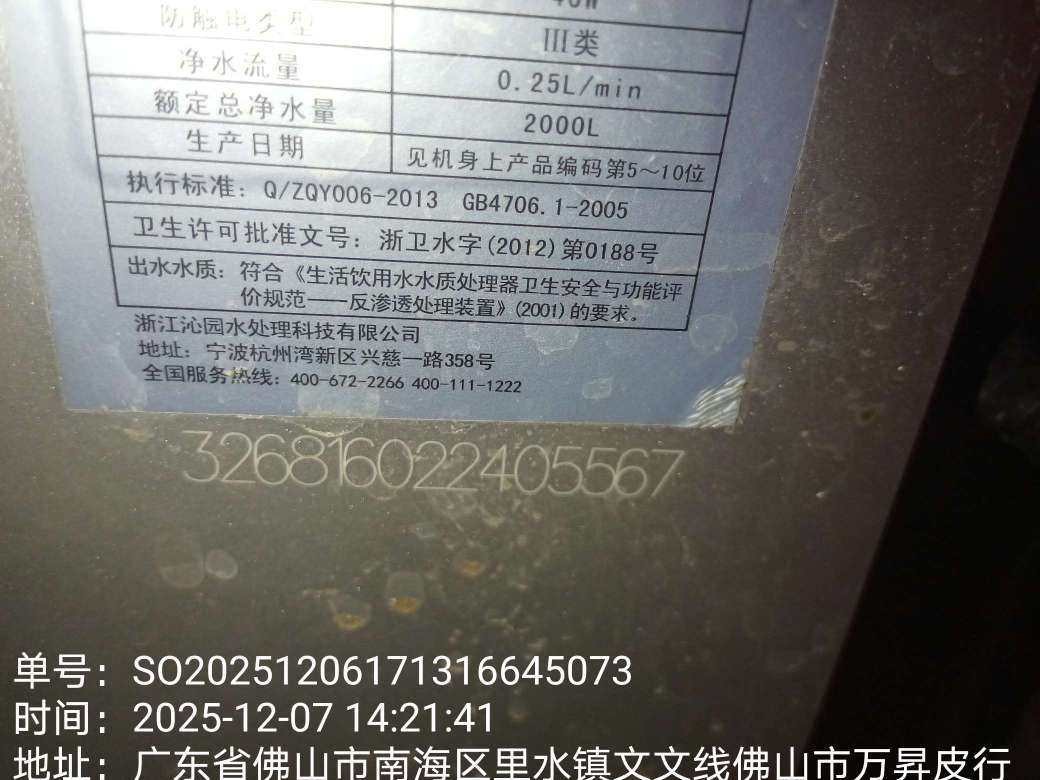 40W
防触电类型 III类
净水流量 0.25L/min
额定总净水量 2000L
生产日期 见机身上产品编码第5～10位
执行标准：Q/ZQY006-2013 GB4706.1-2005
卫生许可批准文号：浙卫水字(2012)第0188号
出水水质：符合《生活饮用水水质处理器卫生安全与功能评
价规范——反渗透处理装置》(2001)的要求。
浙江沁园水处理科技有限公司
地址：宁波杭州湾新区兴慈一路358号
全国服务热线：400-672-2266 400-111-1222
326816022405567
单号：SO20251206171316645073
时间：2025-12-07 14:21:41
地址：广东省佛山市南海区里水镇文文线佛山市万昇皮行